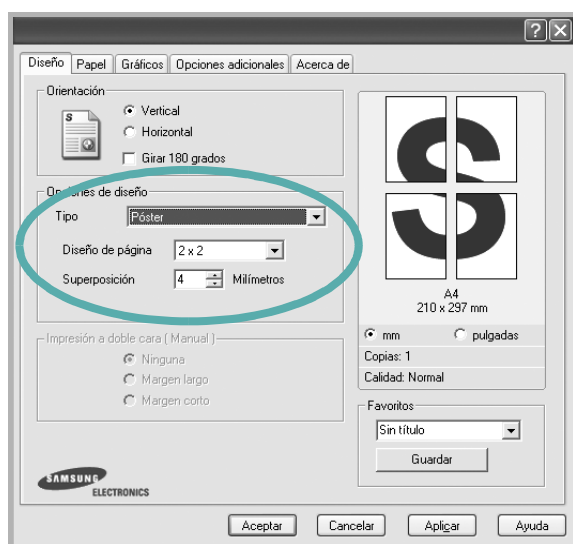 Diseño Papel Gráficos Opciones adicionales Acerca de
Orientación
S
Vertical
Horizontal
Girar 180 grados
Opciones de diseño
Tipo Póster
Diseño de página 2 x 2
Superposición 4 Milímetros
Impresión a doble cara ( Manual )
Ninguna
Margen largo
Margen corto
SAMSUNG
ELECTRONICS
S
A4
210 x 297 mm
mm pulgadas
Copias: 1
Calidad: Normal
Favoritos
Sin título
Guardar
Aceptar Cancelar Aplicar Ayuda